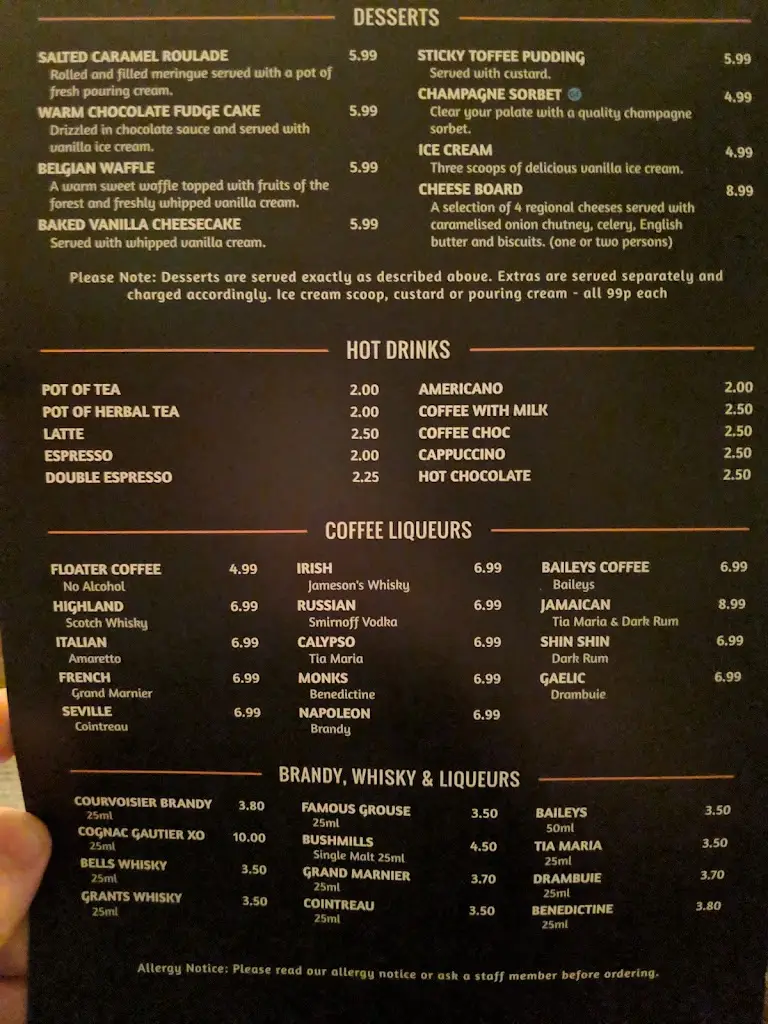 DESSERTS
SALTED CARAMEL ROULADE 5.99
Rolled and filled meringue served with a pot of
fresh pouring cream.
WARM CHOCOLATE FUDGE CAKE 5.99
Drizzled in chocolate sauce and served with
vanilla ice cream.
BELGIAN WAFFLE 5.99
A warm sweet waffle topped with fruits of the
forest and freshly whipped vanilla cream.
BAKED VANILLA CHEESECAKE 5.99
Served with whipped vanilla cream.
STICKY TOFFEE PUDDING 5.99
Served with custard.
CHAMPAGNE SORBET 4.99
Clear your palate with a quality champagne
sorbet.
ICE CREAM 4.99
Three scoops of delicious vanilla ice cream.
CHEESE BOARD 8.99
A selection of 4 regional cheeses served with
caramelised onion chutney, celery, English
butter and biscuits. (one or two persons)
Please Note: Desserts are served exactly as described above. Extras are served separately and
charged accordingly. Ice cream scoop, custard or pouring cream - all 99p each
HOT DRINKS
POT OF TEA 2.00
POT OF HERBAL TEA 2.00
LATTE 2.50
ESPRESSO 2.00
DOUBLE ESPRESSO 2.25
AMERICANO 2.00
COFFEE WITH MILK 2.50
COFFEE CHOC 2.50
CAPPUCCINO 2.50
HOT CHOCOLATE 2.50
COFFEE LIQUEURS
FLOATER COFFEE 4.99
No Alcohol
HIGHLAND 6.99
Scotch Whisky
ITALIAN 6.99
Amaretto
FRENCH 6.99
Grand Marnier
SEVILLE 6.99
Cointreau
IRISH 6.99
Jameson's Whisky
RUSSIAN 6.99
Smirnoff Vodka
CALYPSO 6.99
Tia Maria
MONKS 6.99
Benedictine
NAPOLEON 6.99
Brandy
BAILEYS COFFEE 6.99
Baileys
JAMAICAN 8.99
Tia Maria & Dark Rum
SHIN SHIN 6.99
Dark Rum
GAELIC 6.99
Drambuie
BRANDY, WHISKY & LIQUEURS
COURVOISIER BRANDY 3.80
25ml
COGNAC GAUTIER XO 10.00
25ml
BELLS WHISKY 3.50
25ml
GRANTS WHISKY 3.50
25ml
FAMOUS GROUSE 3.50
25ml
BUSHMILLS 4.50
Single Malt 25ml
GRAND MARNIER 3.70
25ml
COINTREAU 3.50
25ml
BAILEYS 3.50
50ml
TIA MARIA 3.50
25ml
DRAMBUIE 3.70
25ml
BENEDICTINE 3.80
25ml
Allergy Notice: Please read our allergy notice or ask a staff member before ordering.